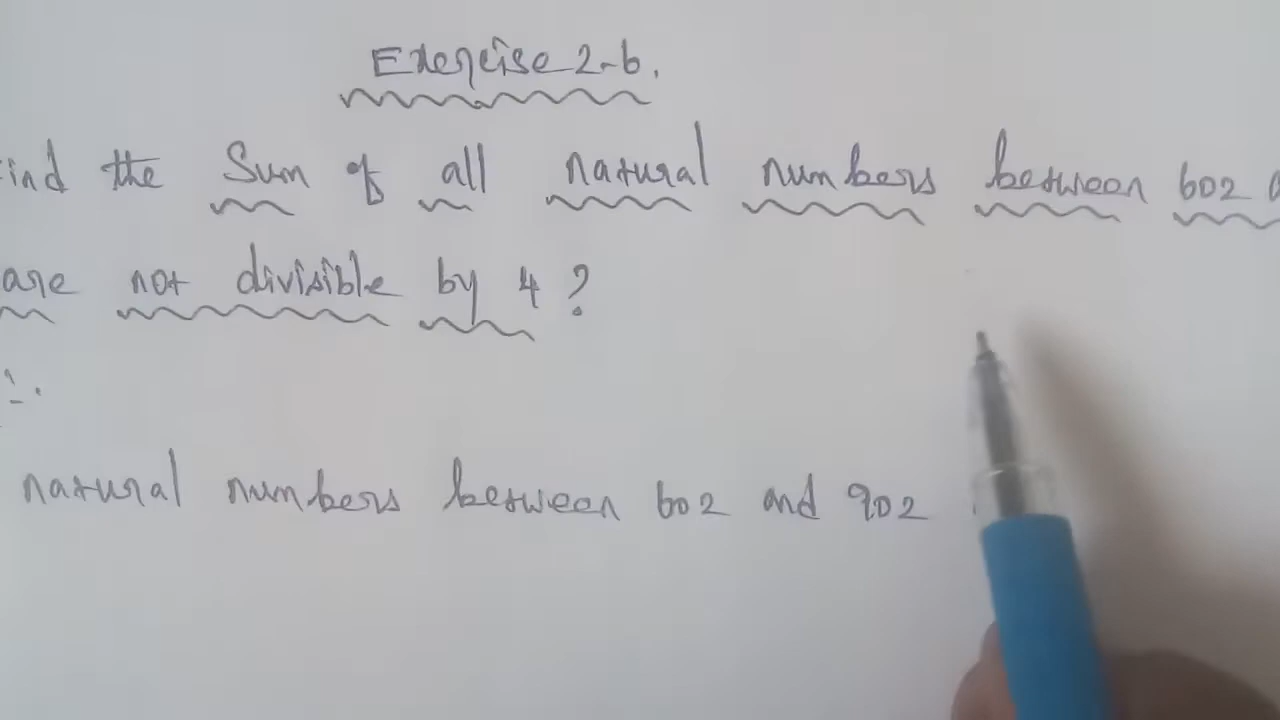 Exercise 2.6.
ind the Sum of all natural numbers between 602
are not divisible by 4 ?
natural numbers between 602 and 902